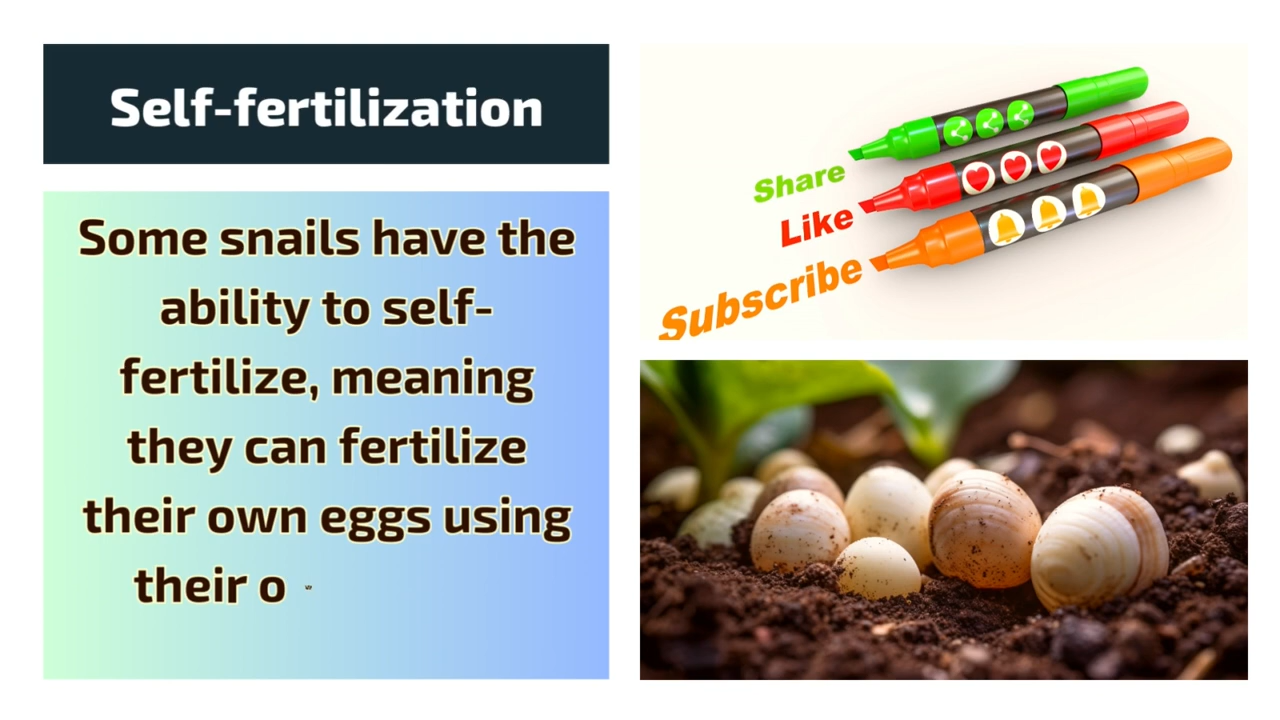 Self-fertilization
Some snails have the
ability to self-
fertilize, meaning
they can fertilize
their own eggs using
their o
Share
Like
Subscribe